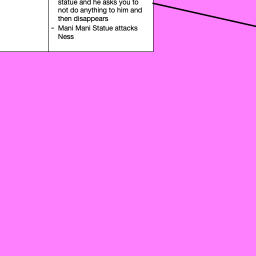 statue and he asks you to
not do anything to him and
then disappears
- Mani Mani Statue attacks
Ness